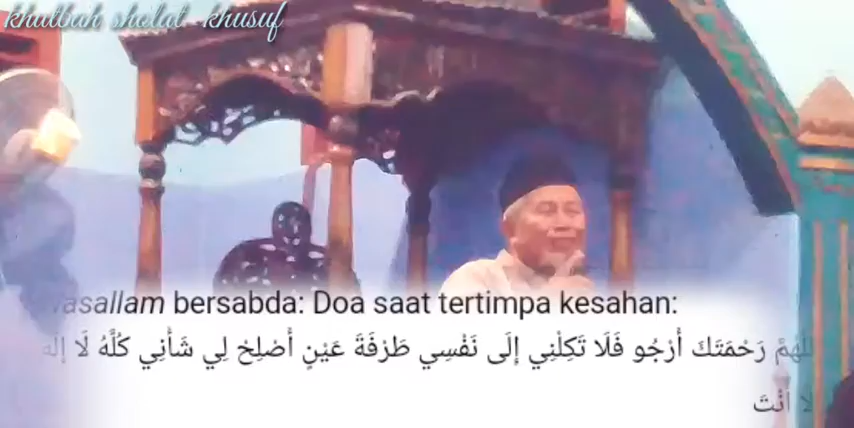 khutbah sholat khusuf
wasallam bersabda: Doa saat tertimpa kesahan:
اللَّهُمَّ رَحْمَتَكَ أَرْجُو فَلَا تَكِلْنِي إِلَى نَفْسِي طَرْفَةَ عَيْنٍ أَصْلِحْ لِي شَأْنِي كُلَّهُ لَا إِلَهَ
إِلَّا أَنْتَ